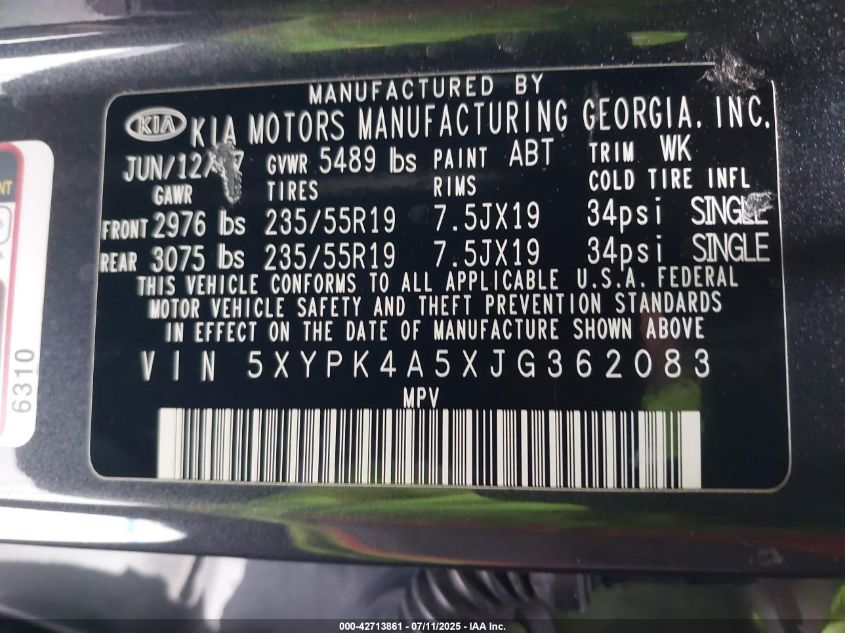 MANUFACTURED BY
KIA KIA MOTORS MANUFACTURING GEORGIA, INC.
GVWR 5489 lbs PAINT ABT TRIM WK
GAWR TIRES RIMS COLD TIRE INFL
FRONT 2976 lbs 235/55R19 7.5JX19 34psi SINGLE
REAR 3075 lbs 235/55R19 7.5JX19 34psi SINGLE
THIS VEHICLE CONFORMS TO ALL APPLICABLE U.S.A. FEDERAL
MOTOR VEHICLE SAFETY AND THEFT PREVENTION STANDARDS
IN EFFECT ON THE DATE OF MANUFACTURE SHOWN ABOVE
VIN 5XYPK4A5XJG362083
MPV
6310
000-42713861 - 07/11/2025 - IAA Inc.